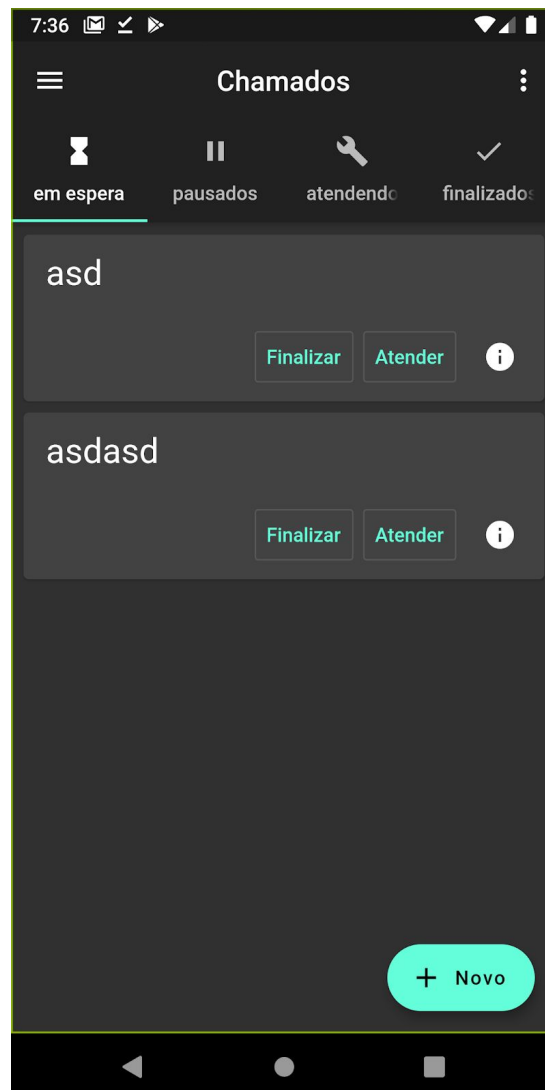 7:36
Chamados
em espera pausados atendendo finalizados
asd
Finalizar Atender
asdasd
Finalizar Atender
+ Novo